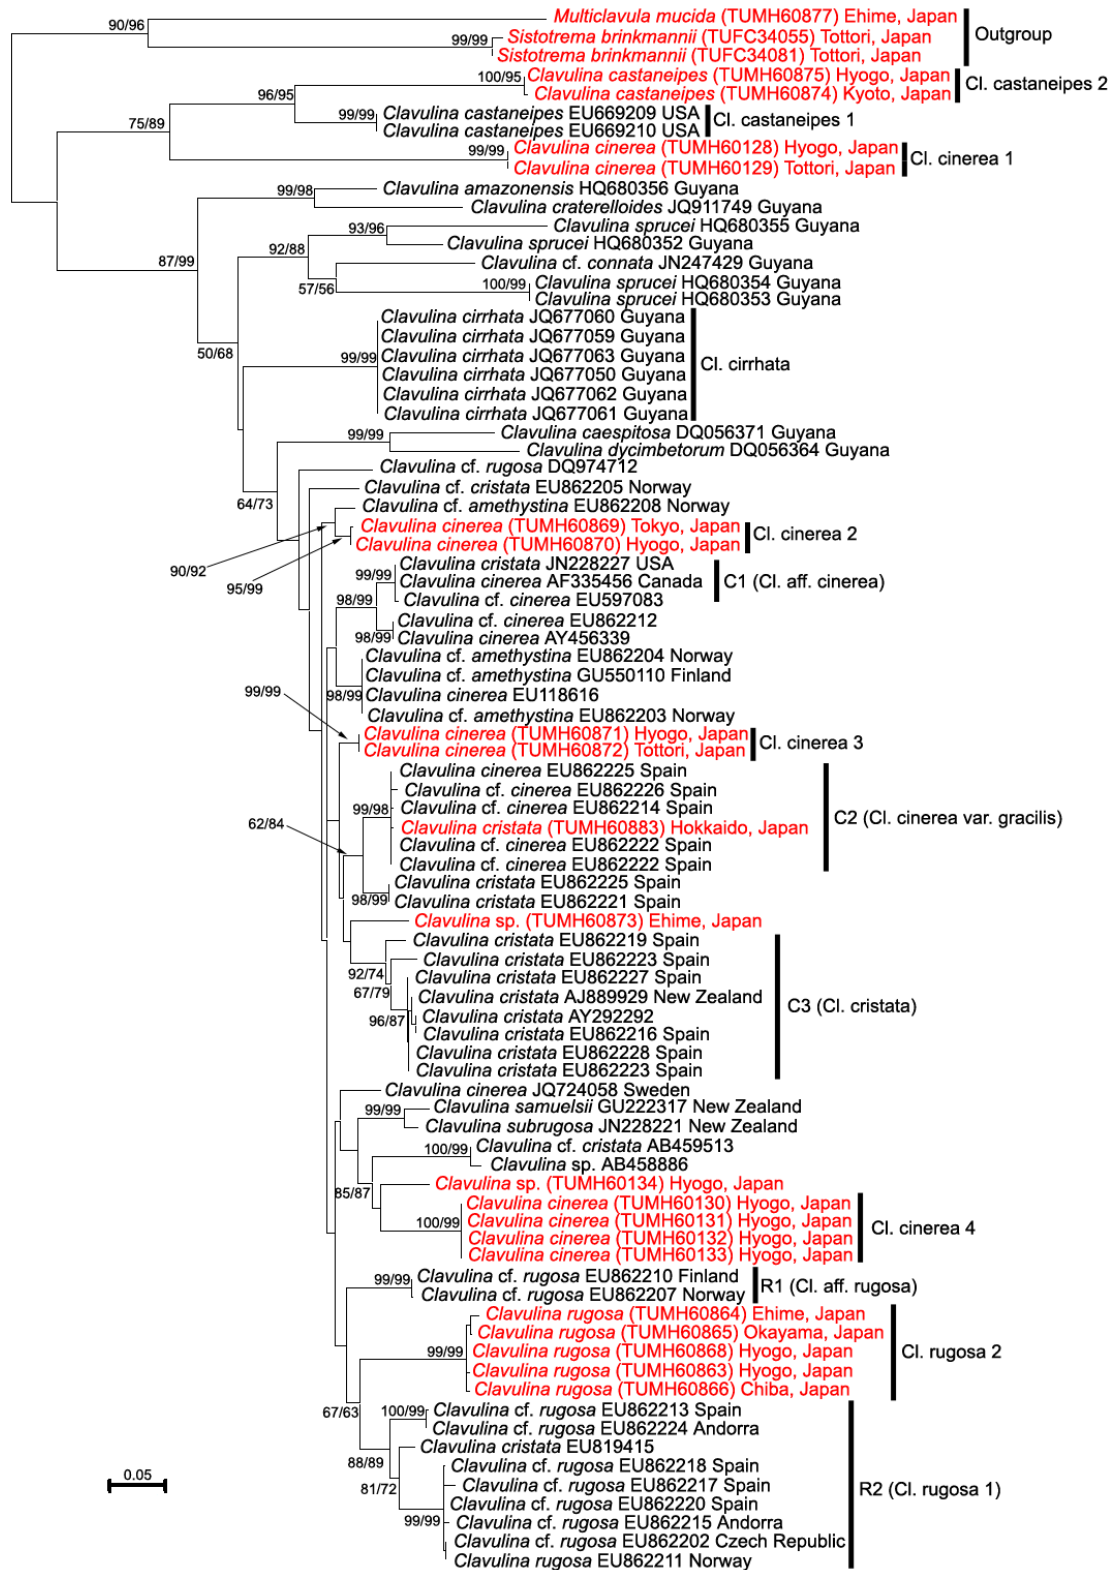 90/96
Multiclavula mucida (TUMH60877) Ehime, Japan
99/99
Sistotrema brinkmannii (TUFC34055) Tottori, Japan
Sistotrema brinkmannii (TUFC34081) Tottori, Japan
Outgroup
100/95
Clavulina castaneipes (TUMH60875) Hyogo, Japan
Clavulina castaneipes (TUMH60874) Kyoto, Japan
Cl. castaneipes 2
96/95
99/99
Clavulina castaneipes EU669209 USA
Clavulina castaneipes EU669210 USA
Cl. castaneipes 1
75/89
99/99
Clavulina cinerea (TUMH60128) Hyogo, Japan
Clavulina cinerea (TUMH60129) Tottori, Japan
Cl. cinerea 1
99/98
Clavulina amazonensis HQ680356 Guyana
Clavulina craterelloides JQ911749 Guyana
87/99
92/88
93/96
Clavulina sprucei HQ680355 Guyana
Clavulina sprucei HQ680352 Guyana
Clavulina cf. connata JN247429 Guyana
57/56
100/99
Clavulina sprucei HQ680354 Guyana
Clavulina sprucei HQ680353 Guyana
50/68
99/99
Clavulina cirrhata JQ677060 Guyana
Clavulina cirrhata JQ677059 Guyana
Clavulina cirrhata JQ677063 Guyana
Clavulina cirrhata JQ677050 Guyana
Clavulina cirrhata JQ677062 Guyana
Clavulina cirrhata JQ677061 Guyana
Cl. cirrhata
99/99
Clavulina caespitosa DQ056371 Guyana
Clavulina dycimbetorum DQ056364 Guyana
64/73
Clavulina cf. rugosa DQ974712
Clavulina cf. cristata EU862205 Norway
Clavulina cf. amethystina EU862208 Norway
Clavulina cinerea (TUMH60869) Tokyo, Japan
Clavulina cinerea (TUMH60870) Hyogo, Japan
Cl. cinerea 2
90/92
95/99
99/99
Clavulina cristata JN228227 USA
Clavulina cinerea AF335456 Canada
Clavulina cf. cinerea EU597083
C1 (Cl. aff. cinerea)
98/99
Clavulina cf. cinerea EU862212
98/99
Clavulina cinerea AY456339
Clavulina cf. amethystina EU862204 Norway
Clavulina cf. amethystina GU550110 Finland
98/99
Clavulina cinerea EU118616
Clavulina cf. amethystina EU862203 Norway
99/99
Clavulina cinerea (TUMH60871) Hyogo, Japan
Clavulina cinerea (TUMH60872) Tottori, Japan
Cl. cinerea 3
Clavulina cinerea EU862225 Spain
Clavulina cf. cinerea EU862226 Spain
99/98
Clavulina cf. cinerea EU862214 Spain
62/84
Clavulina cristata (TUMH60883) Hokkaido, Japan
Clavulina cf. cinerea EU862222 Spain
Clavulina cf. cinerea EU862222 Spain
C2 (Cl. cinerea var. gracilis)
Clavulina cristata EU862225 Spain
98/99
Clavulina cristata EU862221 Spain
Clavulina sp. (TUMH60873) Ehime, Japan
Clavulina cristata EU862219 Spain
92/74
Clavulina cristata EU862223 Spain
67/79
Clavulina cristata EU862227 Spain
Clavulina cristata AJ889929 New Zealand
96/87
Clavulina cristata AY292292
Clavulina cristata EU862216 Spain
Clavulina cristata EU862228 Spain
Clavulina cristata EU862223 Spain
C3 (Cl. cristata)
Clavulina cinerea JQ724058 Sweden
99/99
Clavulina samuelsii GU222317 New Zealand
Clavulina subrugosa JN228221 New Zealand
100/99
Clavulina cf. cristata AB459513
Clavulina sp. AB458886
85/87
Clavulina sp. (TUMH60134) Hyogo, Japan
100/99
Clavulina cinerea (TUMH60130) Hyogo, Japan
Clavulina cinerea (TUMH60131) Hyogo, Japan
Clavulina cinerea (TUMH60132) Hyogo, Japan
Clavulina cinerea (TUMH60133) Hyogo, Japan
Cl. cinerea 4
99/99
Clavulina cf. rugosa EU862210 Finland
Clavulina cf. rugosa EU862207 Norway
R1 (Cl. aff. rugosa)
99/99
Clavulina rugosa (TUMH60864) Ehime, Japan
Clavulina rugosa (TUMH60865) Okayama, Japan
Clavulina rugosa (TUMH60868) Hyogo, Japan
Clavulina rugosa (TUMH60863) Hyogo, Japan
Clavulina rugosa (TUMH60866) Chiba, Japan
Cl. rugosa 2
67/63
100/99
Clavulina cf. rugosa EU862213 Spain
Clavulina cf. rugosa EU862224 Andorra
88/89
Clavulina cristata EU819415
81/72
Clavulina cf. rugosa EU862218 Spain
Clavulina cf. rugosa EU862217 Spain
Clavulina cf. rugosa EU862220 Spain
99/99
Clavulina cf. rugosa EU862215 Andorra
Clavulina cf. rugosa EU862202 Czech Republic
Clavulina rugosa EU862211 Norway
R2 (Cl. rugosa 1)
0.05